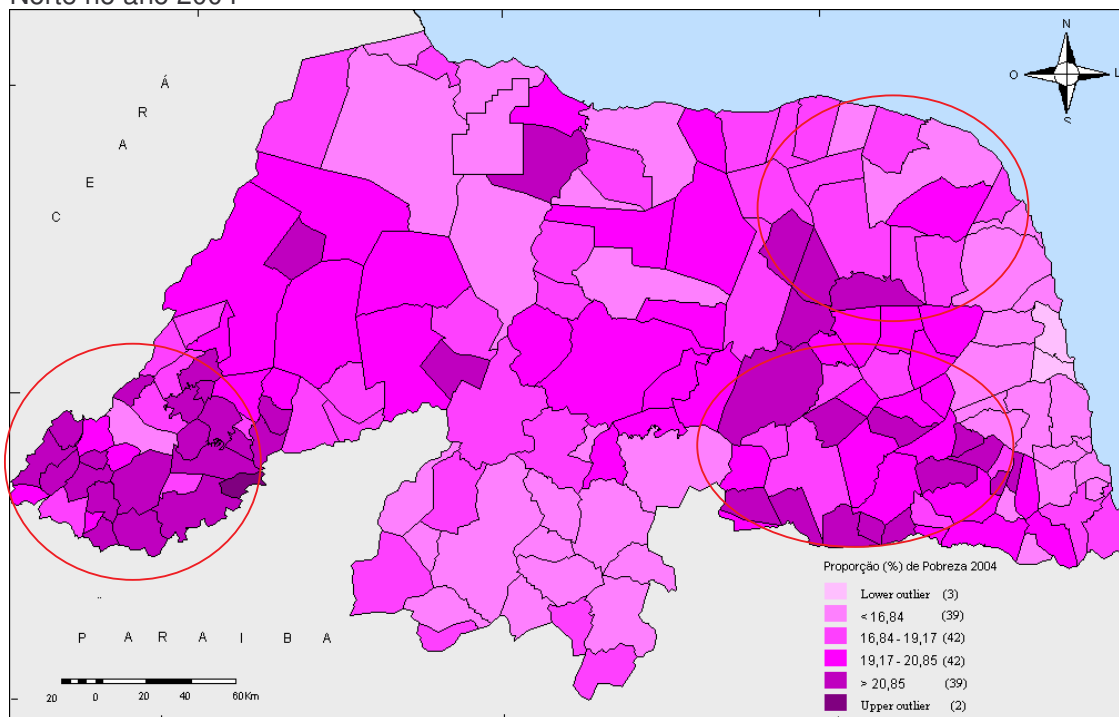 Norte no ano 2004
N
O
L
S
C E A R Á
P A R A I B A
20 0 20 40 60Km
Proporção (%) de Pobreza 2004
Lower outlier (3)
< 16,84 (39)
16,84 - 19,17 (42)
19,17 - 20,85 (42)
> 20,85 (39)
Upper outlier (2)